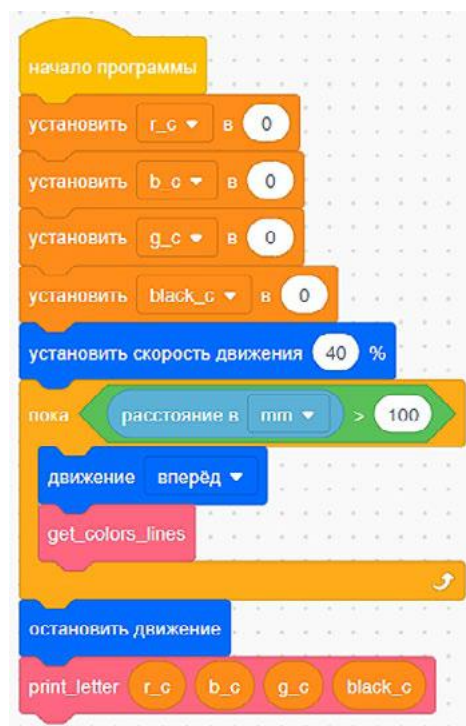 начало программы
установить r_c в 0
установить b_c в 0
установить g_c в 0
установить black_c в 0
установить скорость движения 40 %
пока расстояние в mm > 100
движение вперёд
get_colors_lines
остановить движение
print_letter r_c b_c g_c black_c